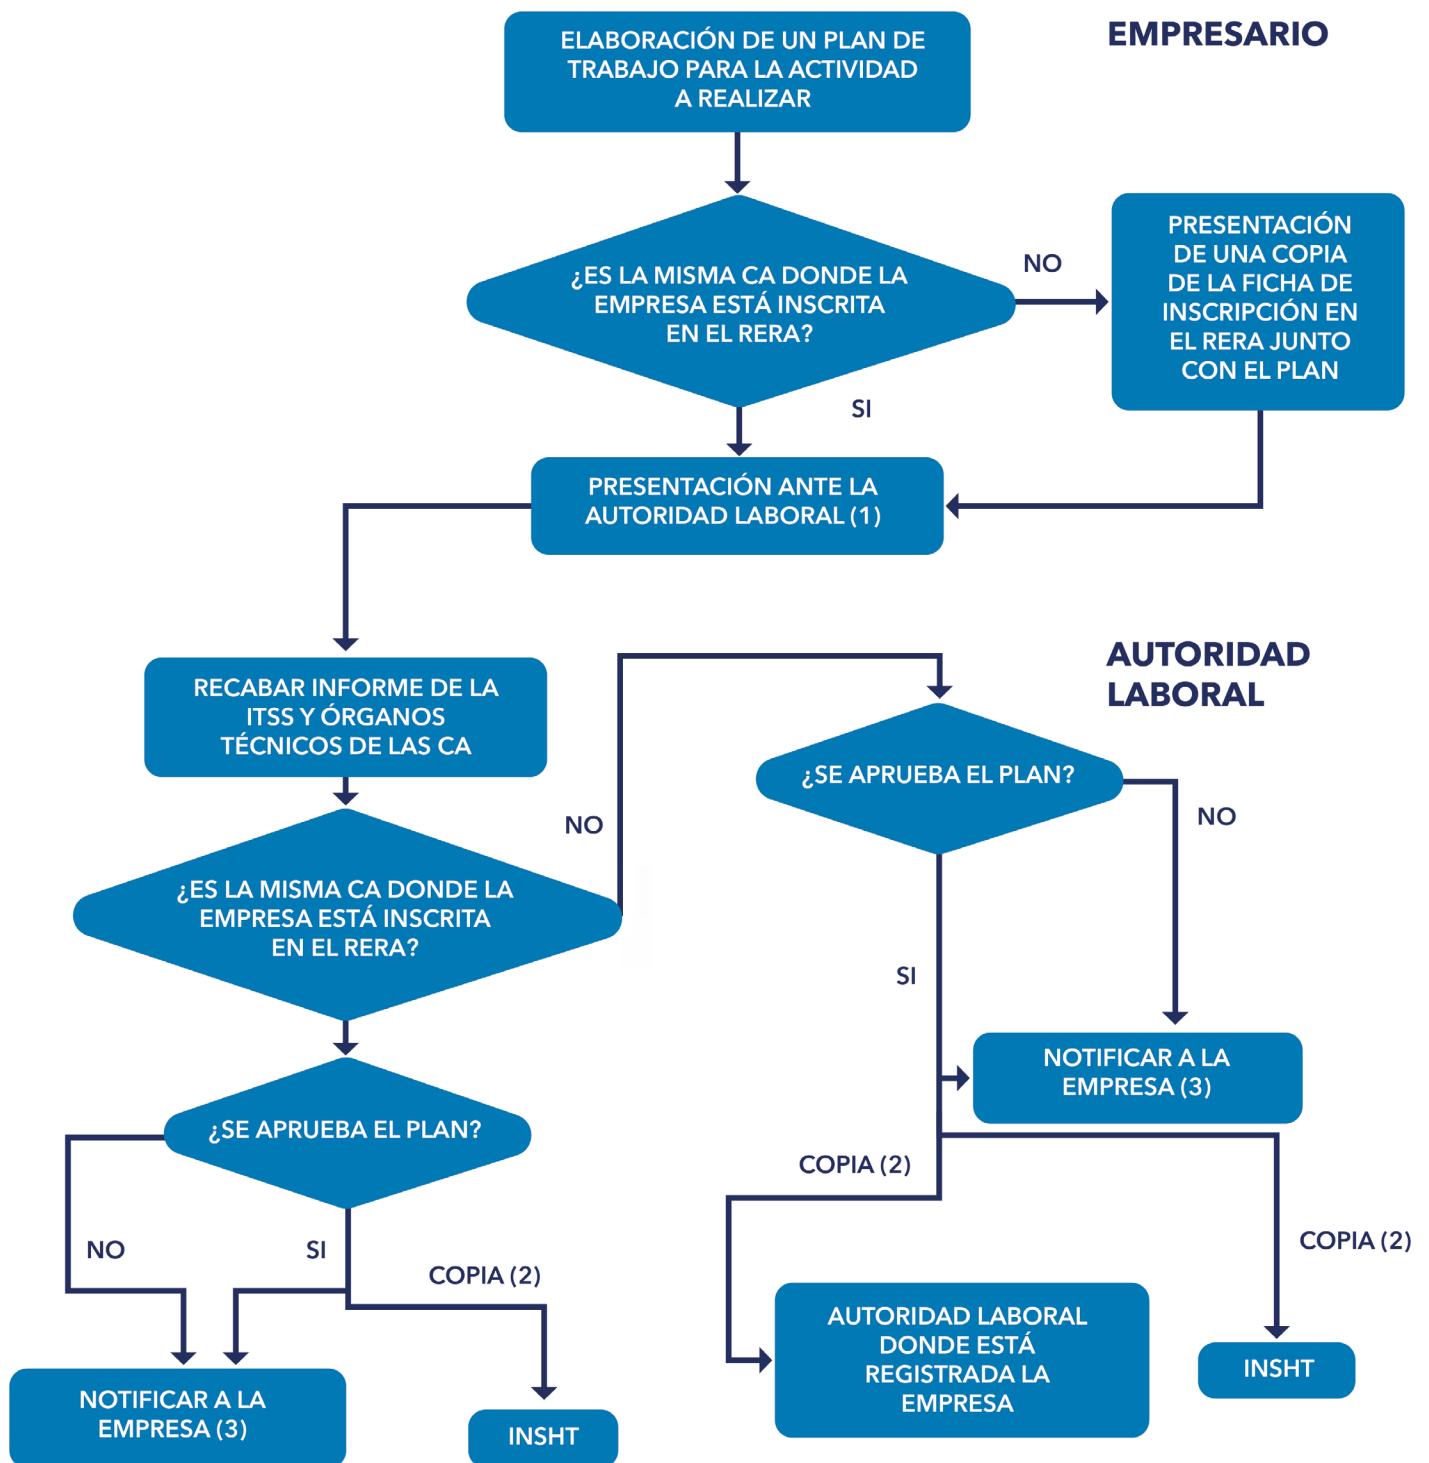 EMPRESARIO
ELABORACIÓN DE UN PLAN DE
TRABAJO PARA LA ACTIVIDAD
A REALIZAR
¿ES LA MISMA CA DONDE LA
EMPRESA ESTÁ INSCRITA
EN EL RERA?
NO
PRESENTACIÓN
DE UNA COPIA
DE LA FICHA DE
INSCRIPCIÓN EN
EL RERA JUNTO
CON EL PLAN
SI
PRESENTACIÓN ANTE LA
AUTORIDAD LABORAL (1)
AUTORIDAD
LABORAL
RECABAR INFORME DE LA
ITSS Y ÓRGANOS
TÉCNICOS DE LAS CA
¿ES LA MISMA CA DONDE LA
EMPRESA ESTÁ INSCRITA
EN EL RERA?
NO
¿SE APRUEBA EL PLAN?
NO
SI
NOTIFICAR A LA
EMPRESA (3)
COPIA (2)
COPIA (2)
AUTORIDAD LABORAL
DONDE ESTÁ
REGISTRADA LA
EMPRESA
INSHT
¿SE APRUEBA EL PLAN?
NO
SI
COPIA (2)
NOTIFICAR A LA
EMPRESA (3)
INSHT